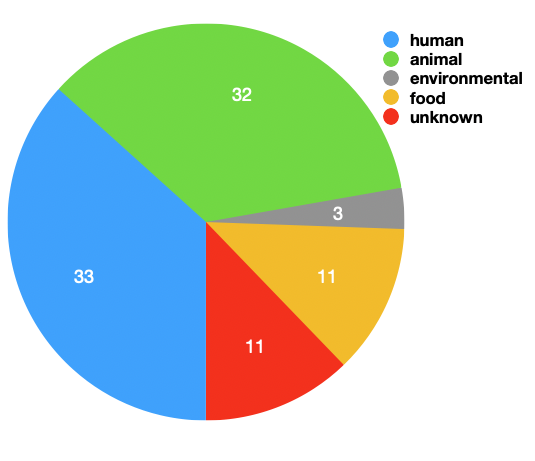 human
animal
environmental
food
unknown
32
3
33
11
11